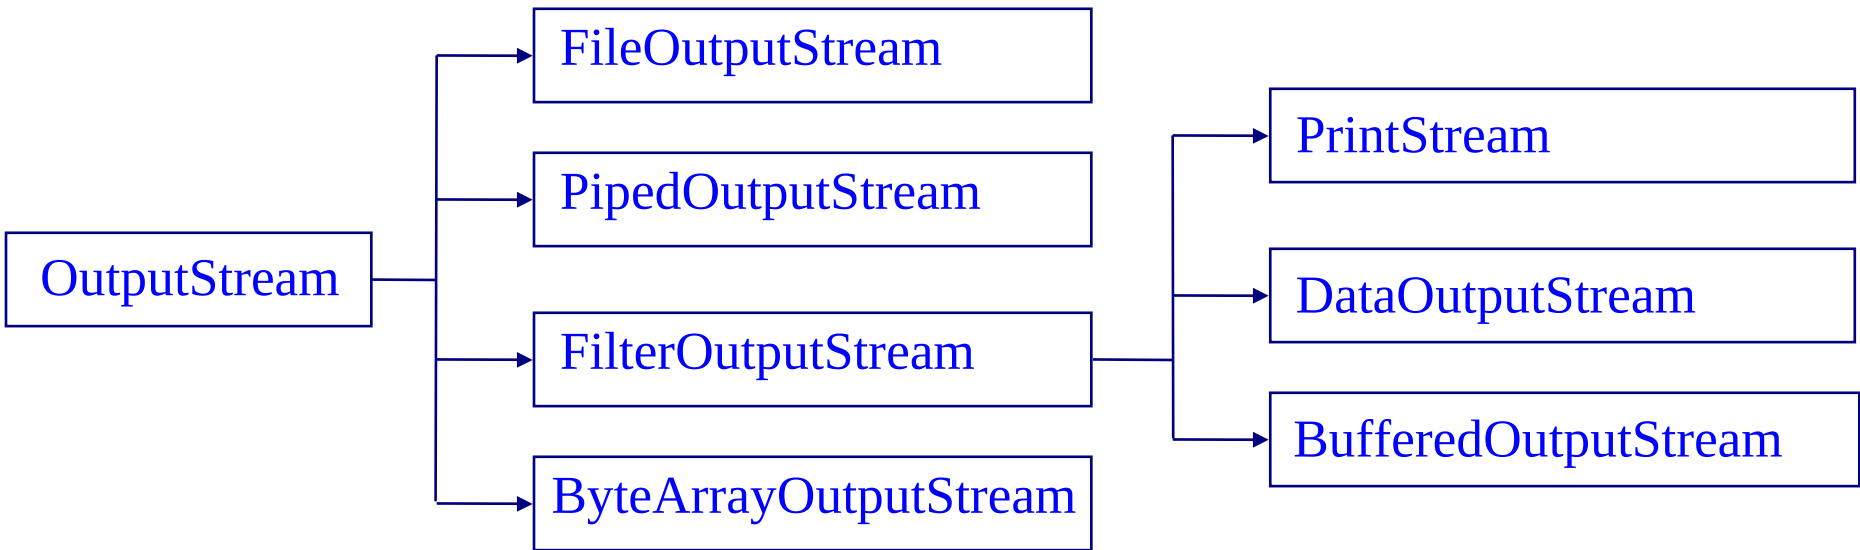 FileOutputStream
PrintStream
PipedOutputStream
OutputStream
DataOutputStream
FilterOutputStream
BufferedOutputStream
ByteArrayOutputStream